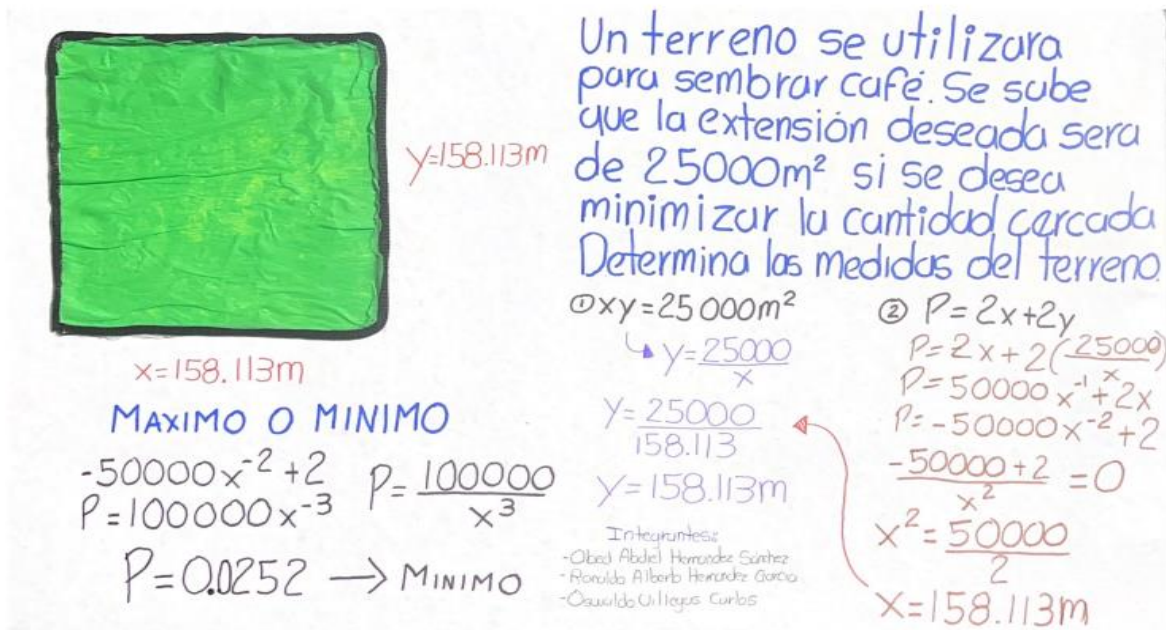 Un terreno se utilizara
para sembrar café. Se sabe
que la extensión deseada sera
de 25000m² si se desea
minimizar la cantidad cercada
Determina las medidas del terreno.
y=158.113m
x=158.113m
MAXIMO O MINIMO
-50000x⁻²+2
P=100000x⁻³
P=100000/x³
P=0.0252 → MINIMO
① xy=25000m²
y=25000/x
Y=25000/158.113
Y=158.113m
Integrantes:
-Obed Abdiel Hernandez Sánchez
-Ronaldo Alberto Hernandez Garcia
-Oswaldo Villegas Carlos
② P=2x+2y
P=2x+2(25000/x)
P=50000x⁻¹+2x
P=-50000x⁻²+2
-50000+2/x²=0
x²=50000/2
X=158.113m